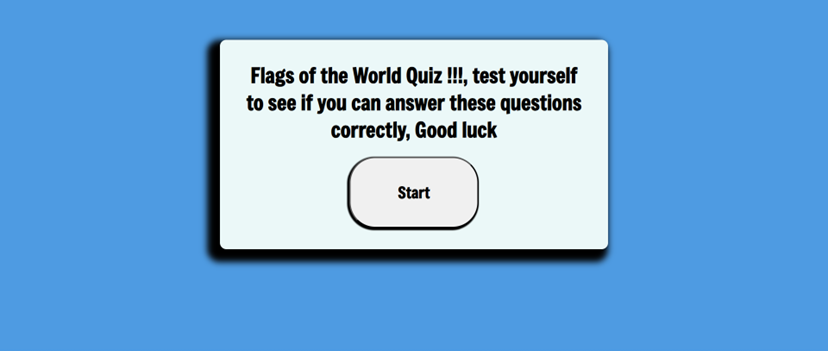 Flags of the World Quiz !!!, test yourself
to see if you can answer these questions
correctly, Good luck
Start